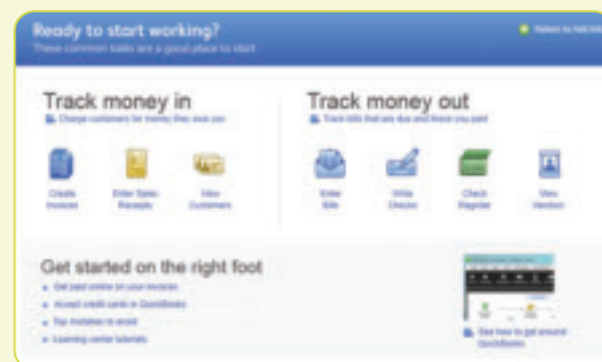 Ready to start working?
These common tasks are a good place to start
Return to Add Info
Track money in
Charge customers for money they owe you
Track money out
Track bills that are due and those you paid
Create Invoices
Enter Sales Receipts
View Customers
Enter Bills
Write Checks
Check Register
View Vendors
Get started on the right foot
Get paid online on your invoices
Accept credit cards in QuickBooks
Top mistakes to avoid
Learning center tutorials
See how to get around
QuickBooks